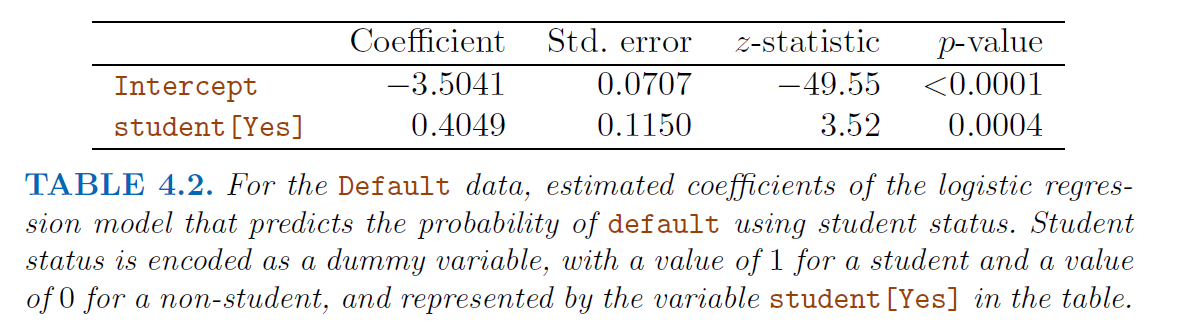 Coefficient Std. error z-statistic p-value
Intercept −3.5041 0.0707 −49.55 <0.0001
student[Yes] 0.4049 0.1150 3.52 0.0004
TABLE 4.2. For the Default data, estimated coefficients of the logistic regres-
sion model that predicts the probability of default using student status. Student
status is encoded as a dummy variable, with a value of 1 for a student and a value
of 0 for a non-student, and represented by the variable student[Yes] in the table.